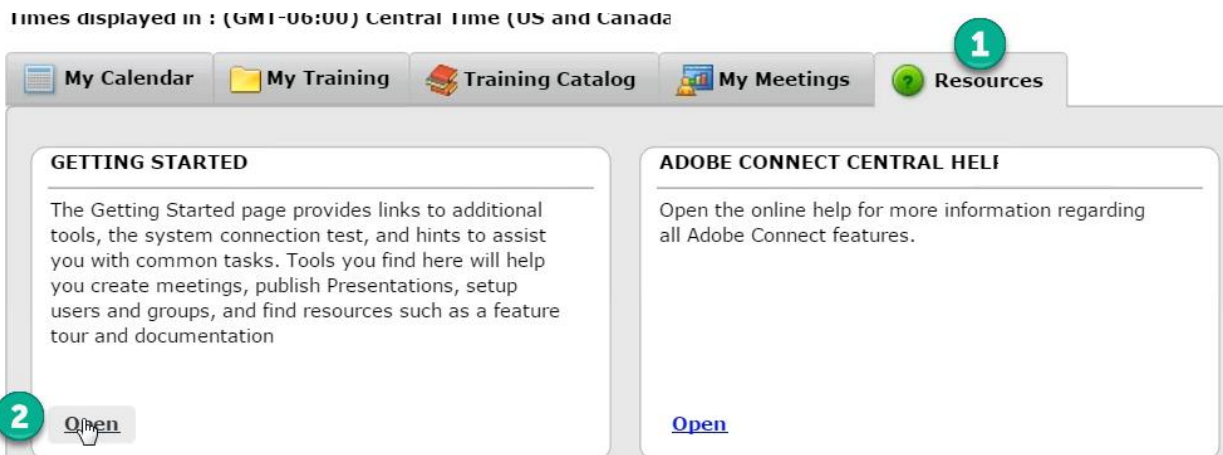 Times displayed in : (GMT-06:00) Central Time (US and Canada
1
My Calendar My Training Training Catalog My Meetings ? Resources
GETTING STARTED
The Getting Started page provides links to additional
tools, the system connection test, and hints to assist
you with common tasks. Tools you find here will help
you create meetings, publish Presentations, setup
users and groups, and find resources such as a feature
tour and documentation
2 Open
ADOBE CONNECT CENTRAL HELP
Open the online help for more information regarding
all Adobe Connect features.
Open